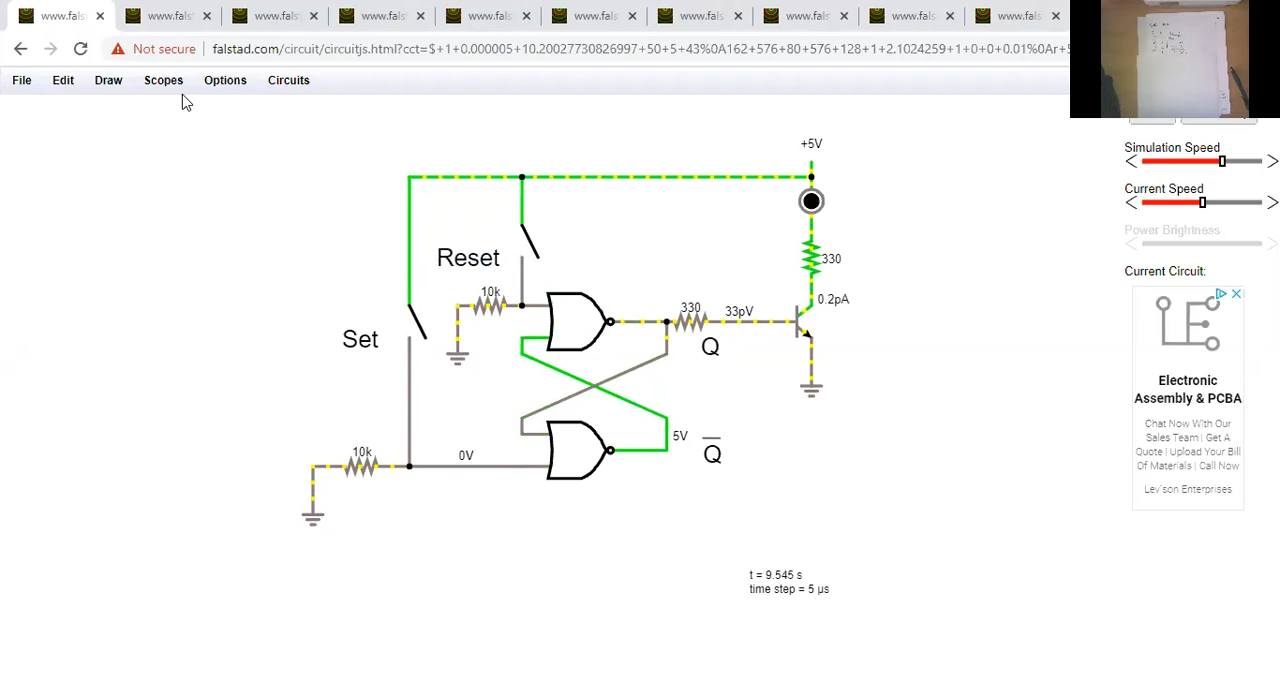 www.fals www.fals www.fals www.fals www.fals www.fals www.fals www.fals www.fals www.fals
Not secure falstad.com/circuit/circuitjs.html?cct=$+1+0.000005+10.20027730826997+50+5+43%0A162+576+80+576+128+1+2.1024259+1+0+0+0.01%0Ar+5
File Edit Draw Scopes Options Circuits
+5V
Simulation Speed
Current Speed
Power Brightness
Current Circuit:
Reset
330
10k
330
33pV
0.2pA
Set
Q
10k
0V
5V
Q
Electronic
Assembly & PCBA
Chat Now With Our
Sales Team | Get A
Quote | Upload Your Bill
Of Materials | Call Now
Lev'son Enterprises
t = 9.545 s
time step = 5 µs